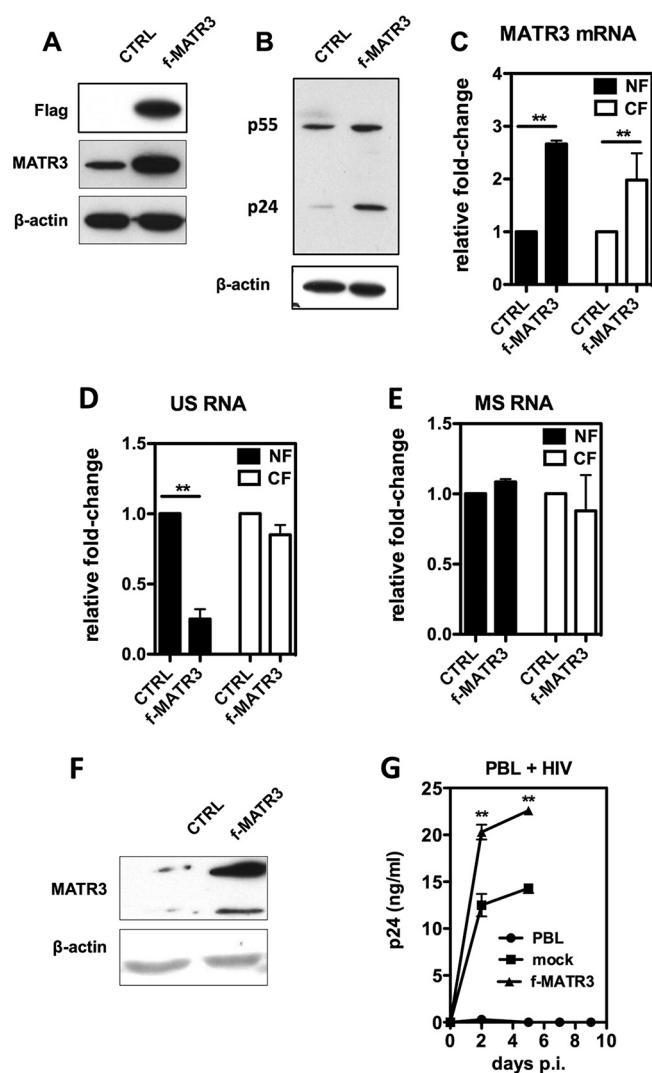 A
CTRL
f-MATR3
Flag
MATR3
β-actin
B
CTRL
f-MATR3
p55
p24
β-actin
C
MATR3 mRNA
relative fold-change
4
3
2
1
0
NF
CF
**
**
CTRL
f-MATR3
CTRL
f-MATR3
D
US RNA
relative fold-change
1.5
1.0
0.5
0.0
NF
CF
**
CTRL
f-MATR3
CTRL
f-MATR3
E
MS RNA
relative fold-change
1.5
1.0
0.5
0.0
NF
CF
CTRL
f-MATR3
CTRL
f-MATR3
F
CTRL
f-MATR3
MATR3
β-actin
G
PBL + HIV
p24 (ng/ml)
25
20
15
10
5
0
**
**
PBL
mock
f-MATR3
0 2 4 6 8 10
days p.i.